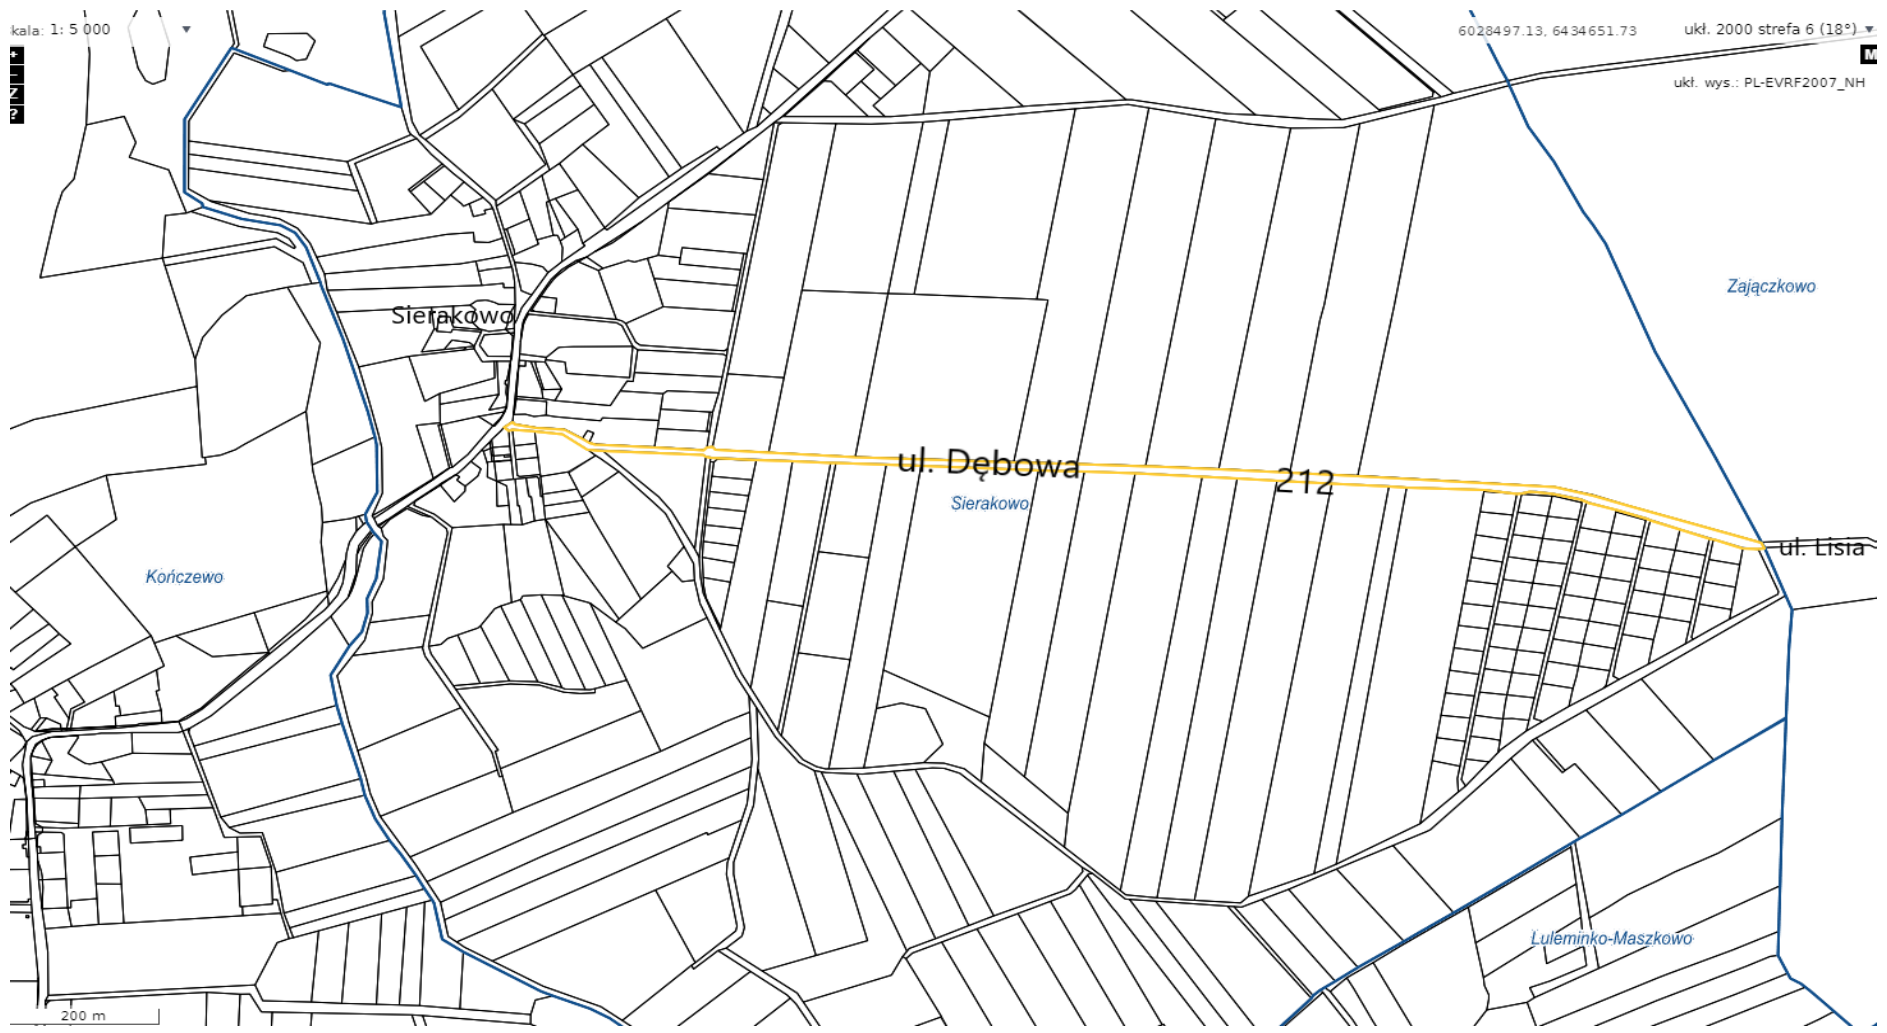 kala: 1: 5 000
6028497.13, 6434651.73
ukł. 2000 strefa 6 (18°)
M
ukł. wys.: PL-EVRF2007_NH
Zajączkowo
Sierakowo
ul. Dębowa
212
Sierakowo
ul. Lisia
Kończewo
Luleminko-Maszkowo
200 m